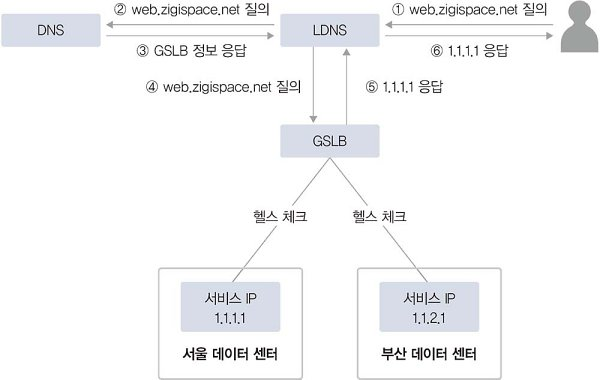 ② web.zigispace.net 질의
① web.zigispace.net 질의
DNS
LDNS
③ GSLB 정보 응답
⑥ 1.1.1.1 응답
④ web.zigispace.net 질의
⑤ 1.1.1.1 응답
GSLB
헬스 체크
헬스 체크
서비스 IP
1.1.1.1
서울 데이터 센터
서비스 IP
1.1.2.1
부산 데이터 센터